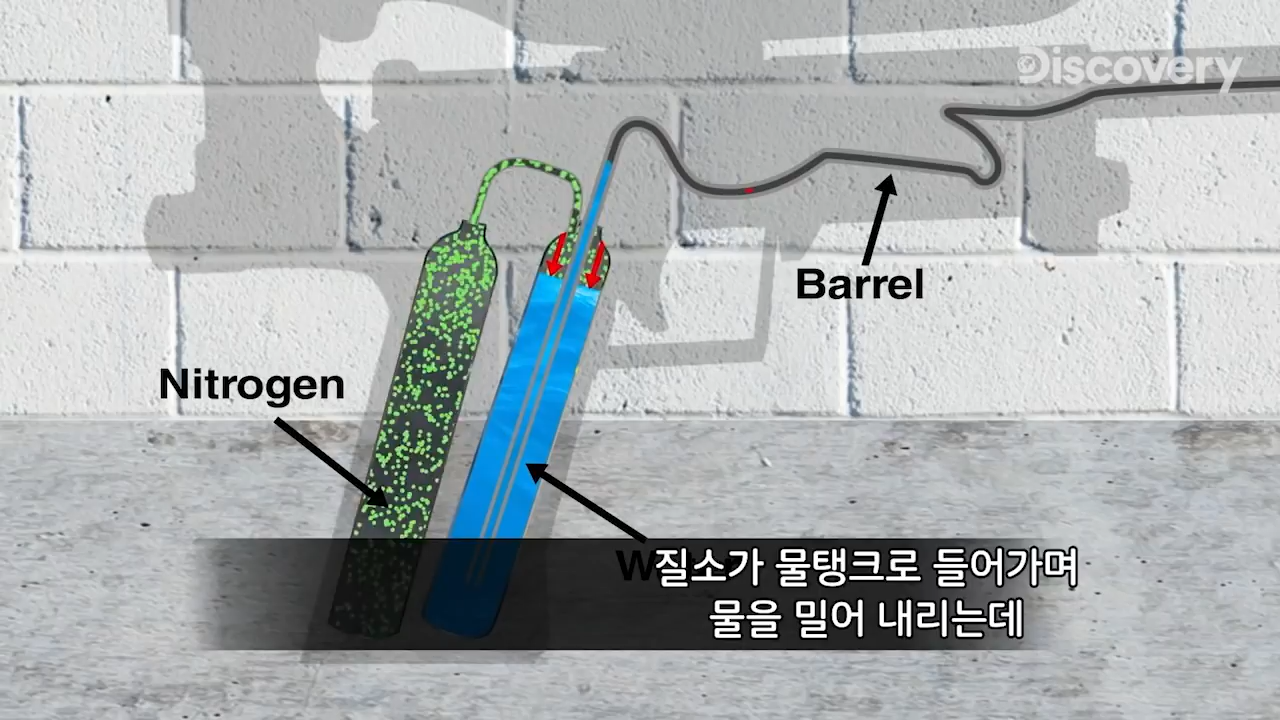 Discovery
Barrel
Nitrogen
질소가 물탱크로 들어가며
물을 밀어 내리는데